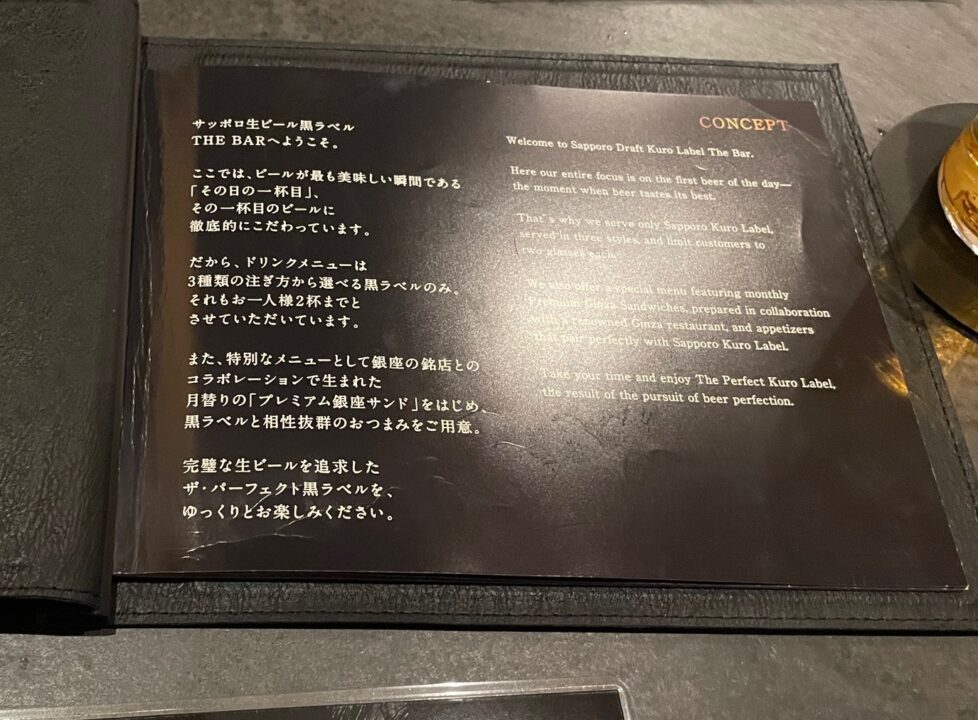 サッポロ生ビール黒ラベル
THE BARへようこそ。
ここでは、ビールが最も美味しい瞬間である
「その日の一杯目」、
その一杯目のビールに
徹底的にこだわっています。
だから、ドリンクメニューは
3種類の注ぎ方から選べる黒ラベルのみ。
それもお一人様2杯までと
させていただいています。
また、特別なメニューとして銀座の銘店との
コラボレーションで生まれた
月替りの「プレミアム銀座サンド」をはじめ、
黒ラベルと相性抜群のおつまみをご用意。
完璧な生ビールを追求した
ザ・パーフェクト黒ラベルを、
ゆっくりとお楽しみください。
CONCEPT
Welcome to Sapporo Draft Kuro Label The Bar.
Here our entire focus is on the first beer of the day—
the moment when beer tastes its best.
That's why we serve only Sapporo Kuro Label,
served in three styles, and limit customers to
two glasses each.
We also offer a special menu featuring monthly
Premium Ginza Sandwiches, prepared in collaboration
with a renowned Ginza restaurant, and appetizers
that pair perfectly with Sapporo Kuro Label.
Take your time and enjoy The Perfect Kuro Label,
the result of the pursuit of beer perfection.